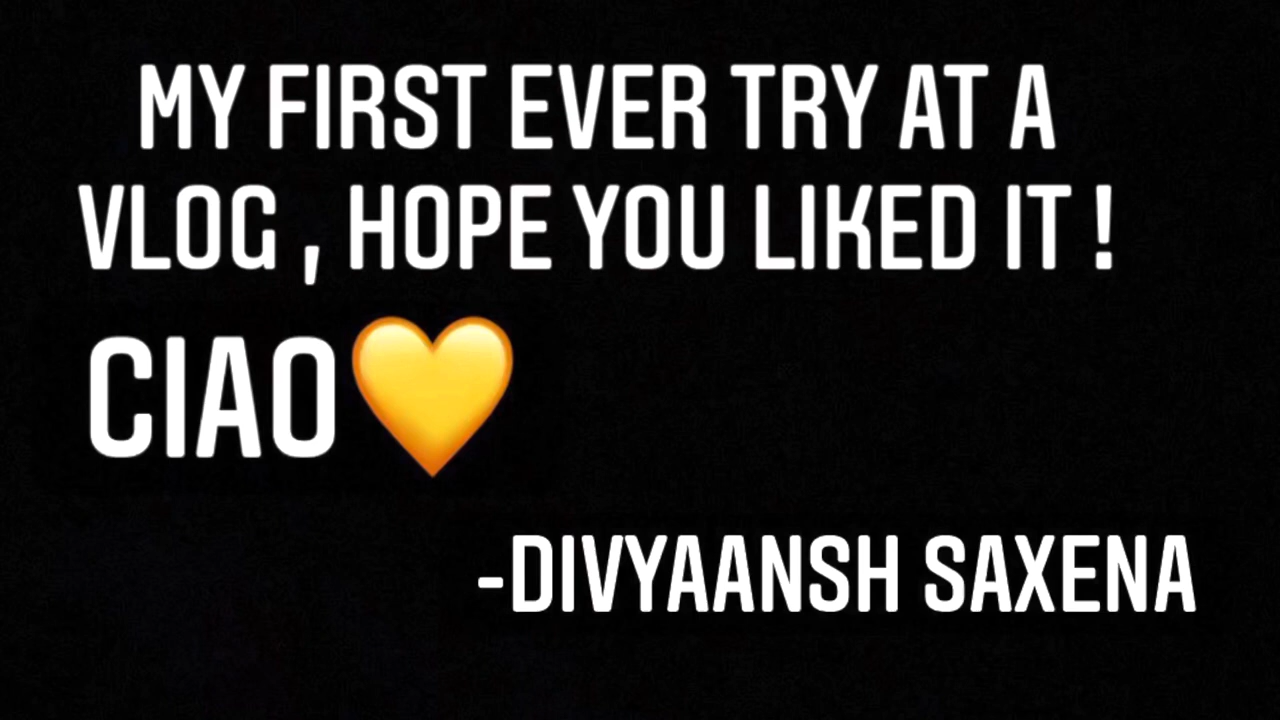 MY FIRST EVER TRY AT A
VLOG , HOPE YOU LIKED IT !
CIAO💛
-DIVYAANSH SAXENA